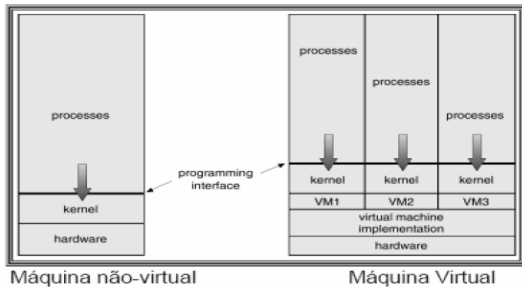 processes
kernel
hardware
programming
interface
processes
processes
processes
kernel kernel kernel
VM1 VM2 VM3
virtual machine
implementation
hardware
Máquina não-virtual
Máquina Virtual